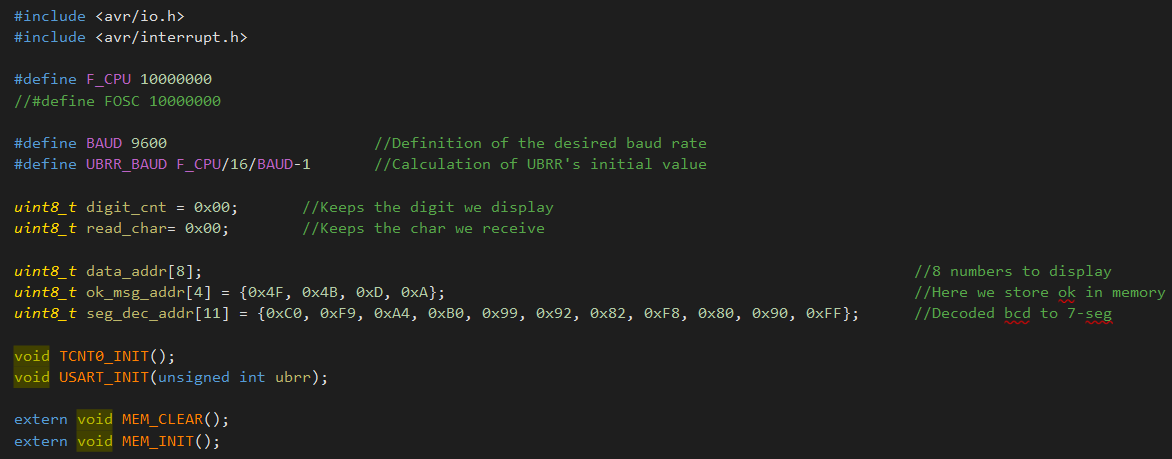 #include <avr/io.h>
#include <avr/interrupt.h>
#define F_CPU 10000000
//#define FOSC 10000000
#define BAUD 9600 //Definition of the desired baud rate
#define UBRR_BAUD F_CPU/16/BAUD-1 //Calculation of UBRR's initial value
uint8_t digit_cnt = 0x00; //Keeps the digit we display
uint8_t read_char= 0x00; //Keeps the char we receive
uint8_t data_addr[8]; //8 numbers to display
uint8_t ok_msg_addr[4] = {0x4F, 0x4B, 0xD, 0xA}; //Here we store ok in memory
uint8_t seg_dec_addr[11] = {0xC0, 0xF9, 0xA4, 0xB0, 0x99, 0x92, 0x82, 0xF8, 0x80, 0x90, 0xFF}; //Decoded bcd to 7-seg
void TCNT0_INIT();
void USART_INIT(unsigned int ubrr);
extern void MEM_CLEAR();
extern void MEM_INIT();